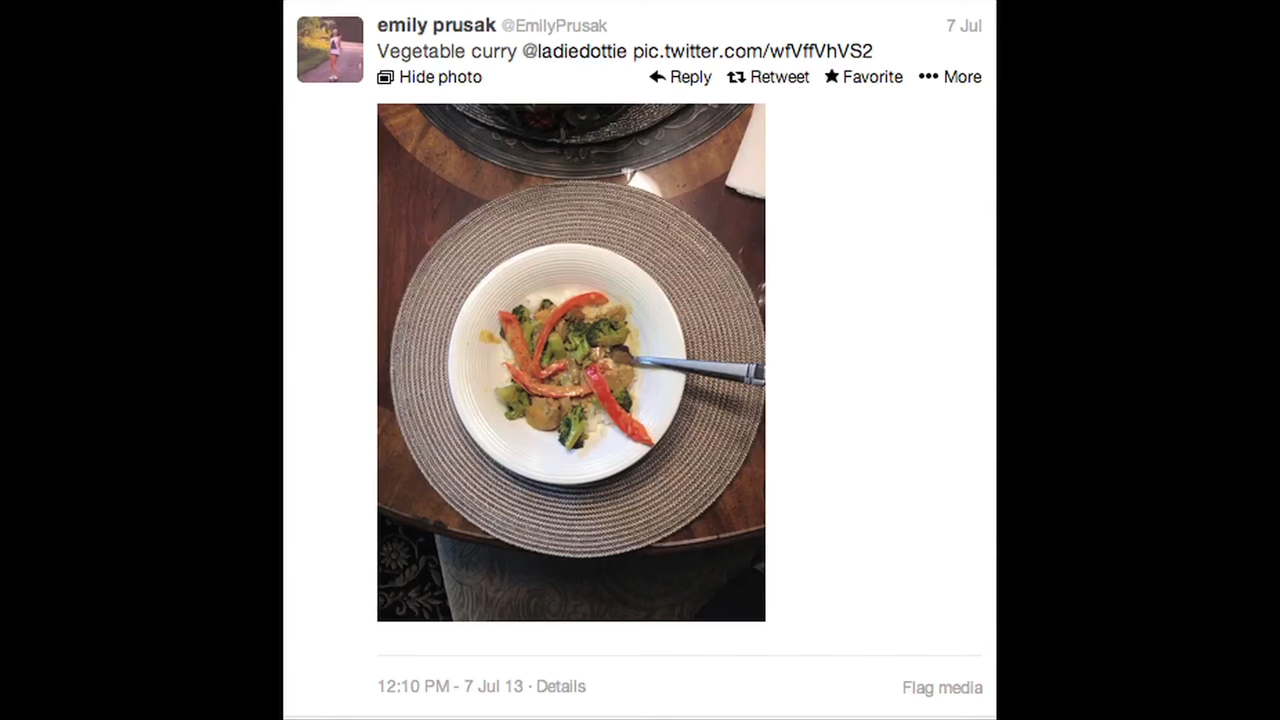 emily prusak @EmilyPrusak 7 Jul
Vegetable curry @ladiedottie pic.twitter.com/wfVffVhVS2
Hide photo Reply Retweet Favorite More
12:10 PM - 7 Jul 13 · Details Flag media